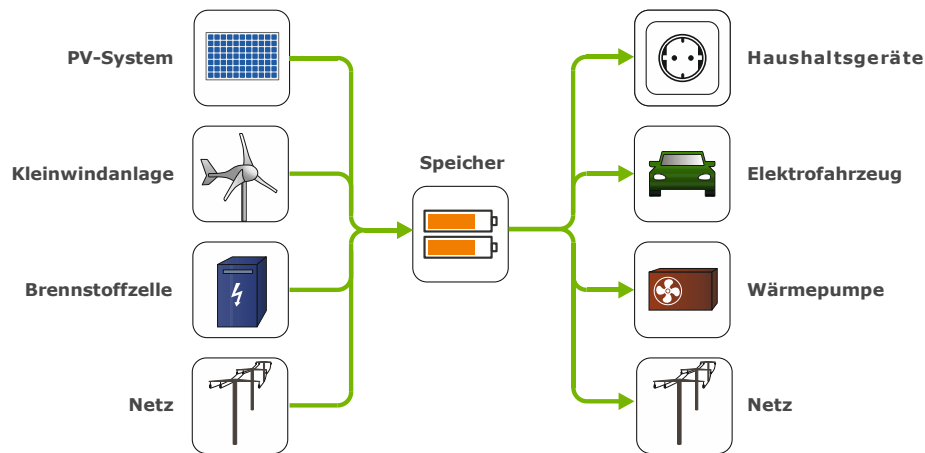 PV-System
Haushaltsgeräte
Kleinwindanlage
Speicher
Elektrofahrzeug
Brennstoffzelle
Wärmepumpe
Netz
Netz